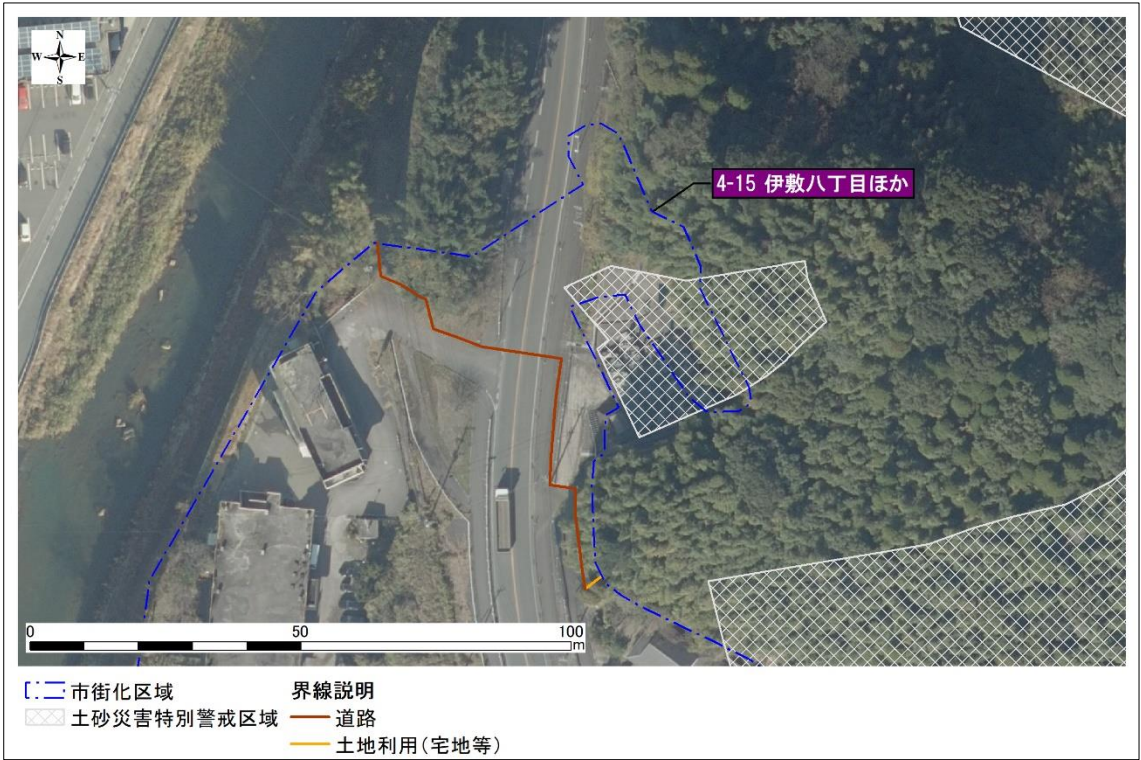 N
W E
S
4-15 伊敷八丁目ほか
0 50 100
m
市街化区域 界線説明
土砂災害特別警戒区域 道路
土地利用(宅地等)